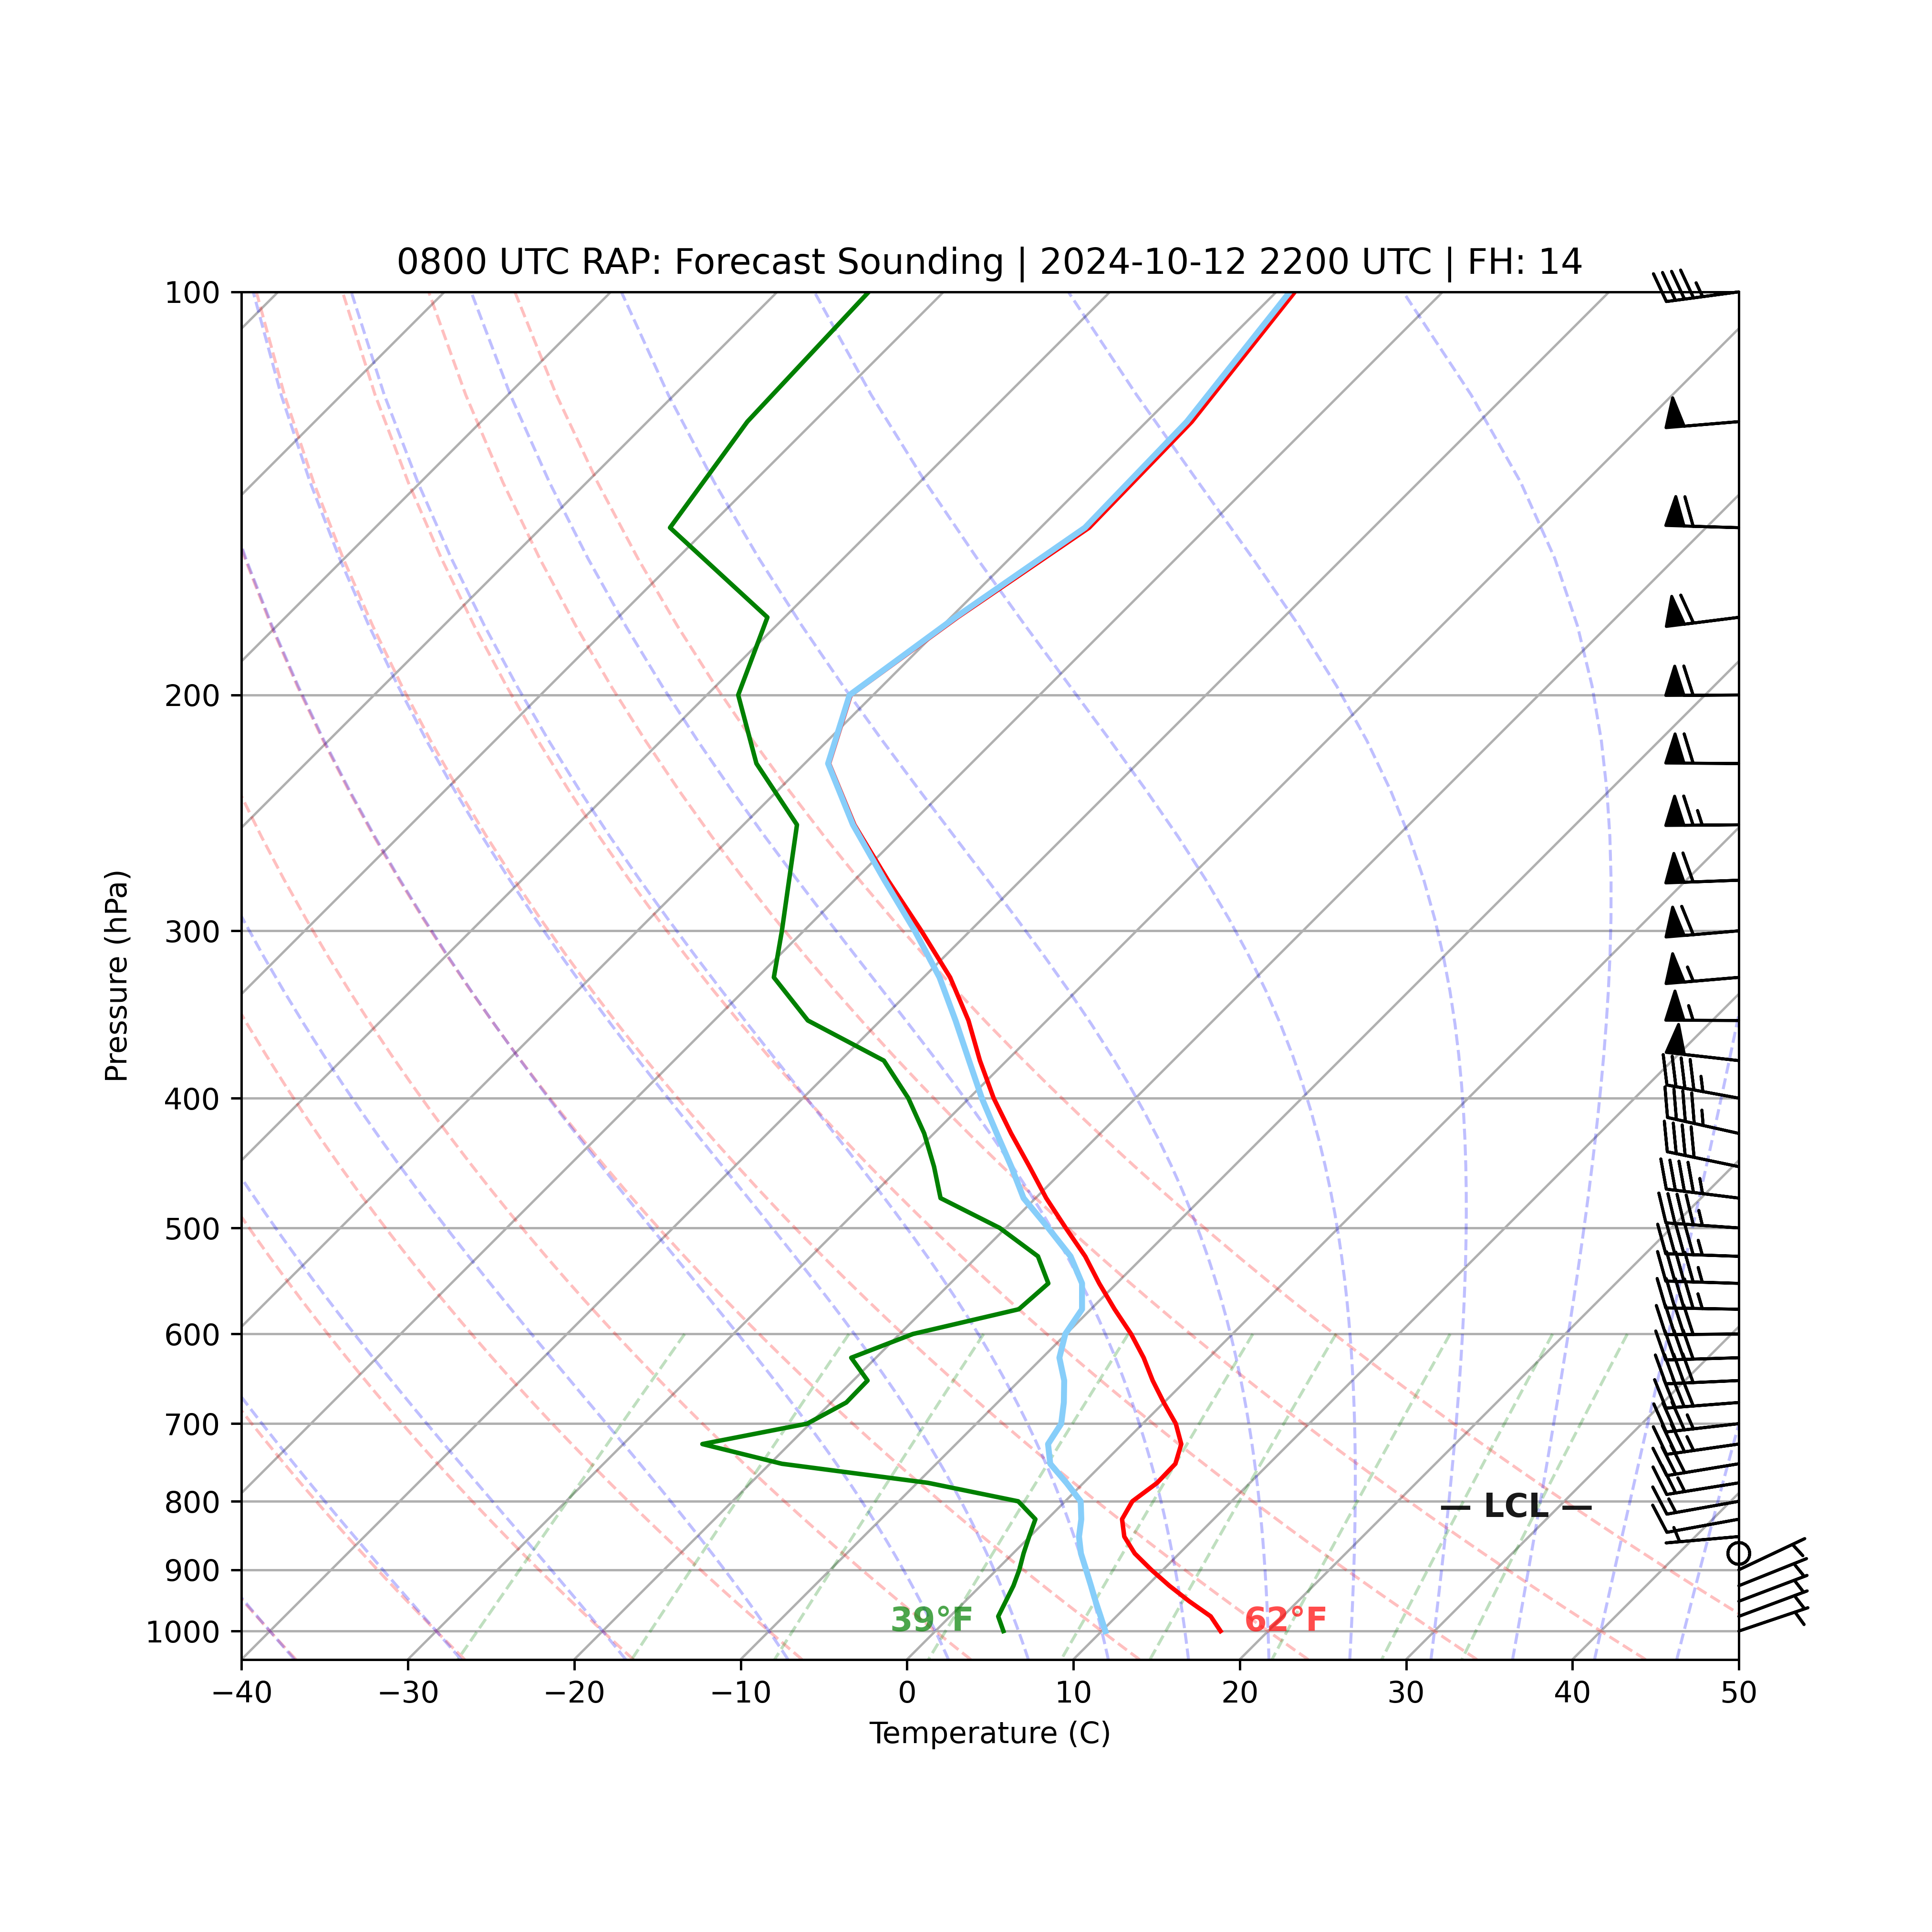 0800 UTC RAP: Forecast Sounding | 2024-10-12 2200 UTC | FH: 14
100
200
300
400
500
600
700
800
900
1000
Pressure (hPa)
— LCL —
39°F
62°F
−40 −30 −20 −10 0 10 20 30 40 50
Temperature (C)